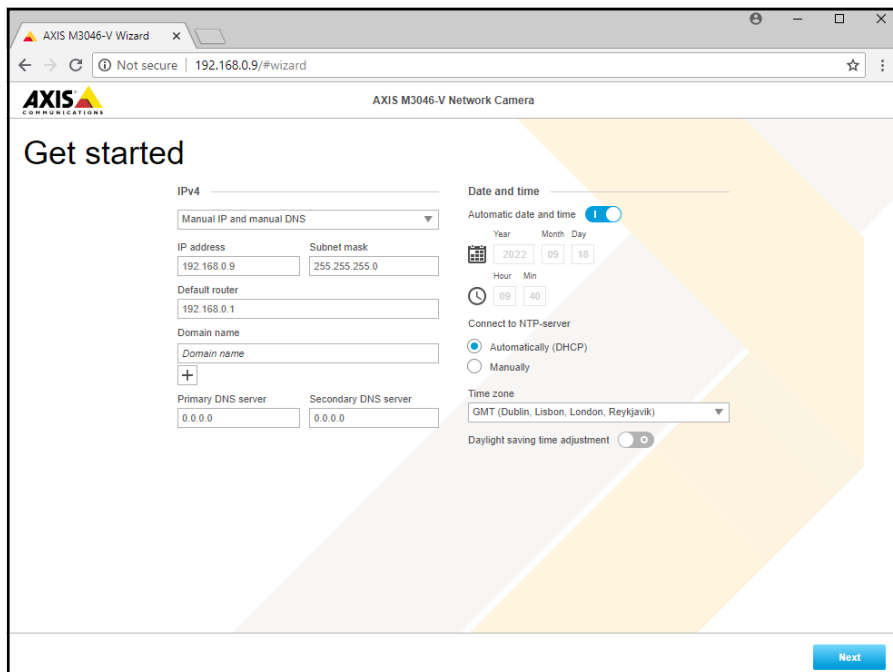 AXIS M3046-V Wizard
Not secure | 192.168.0.9/#wizard
AXIS
COMMUNICATIONS
AXIS M3046-V Network Camera
Get started
IPv4
Manual IP and manual DNS
IP address Subnet mask
192.168.0.9 255.255.255.0
Default router
192.168.0.1
Domain name
Domain name
Primary DNS server Secondary DNS server
0.0.0.0 0.0.0.0
Date and time
Automatic date and time
Year Month Day
2022 09 18
Hour Min
09 40
Connect to NTP-server
Automatically (DHCP)
Manually
Time zone
GMT (Dublin, Lisbon, London, Reykjavik)
Daylight saving time adjustment
Next